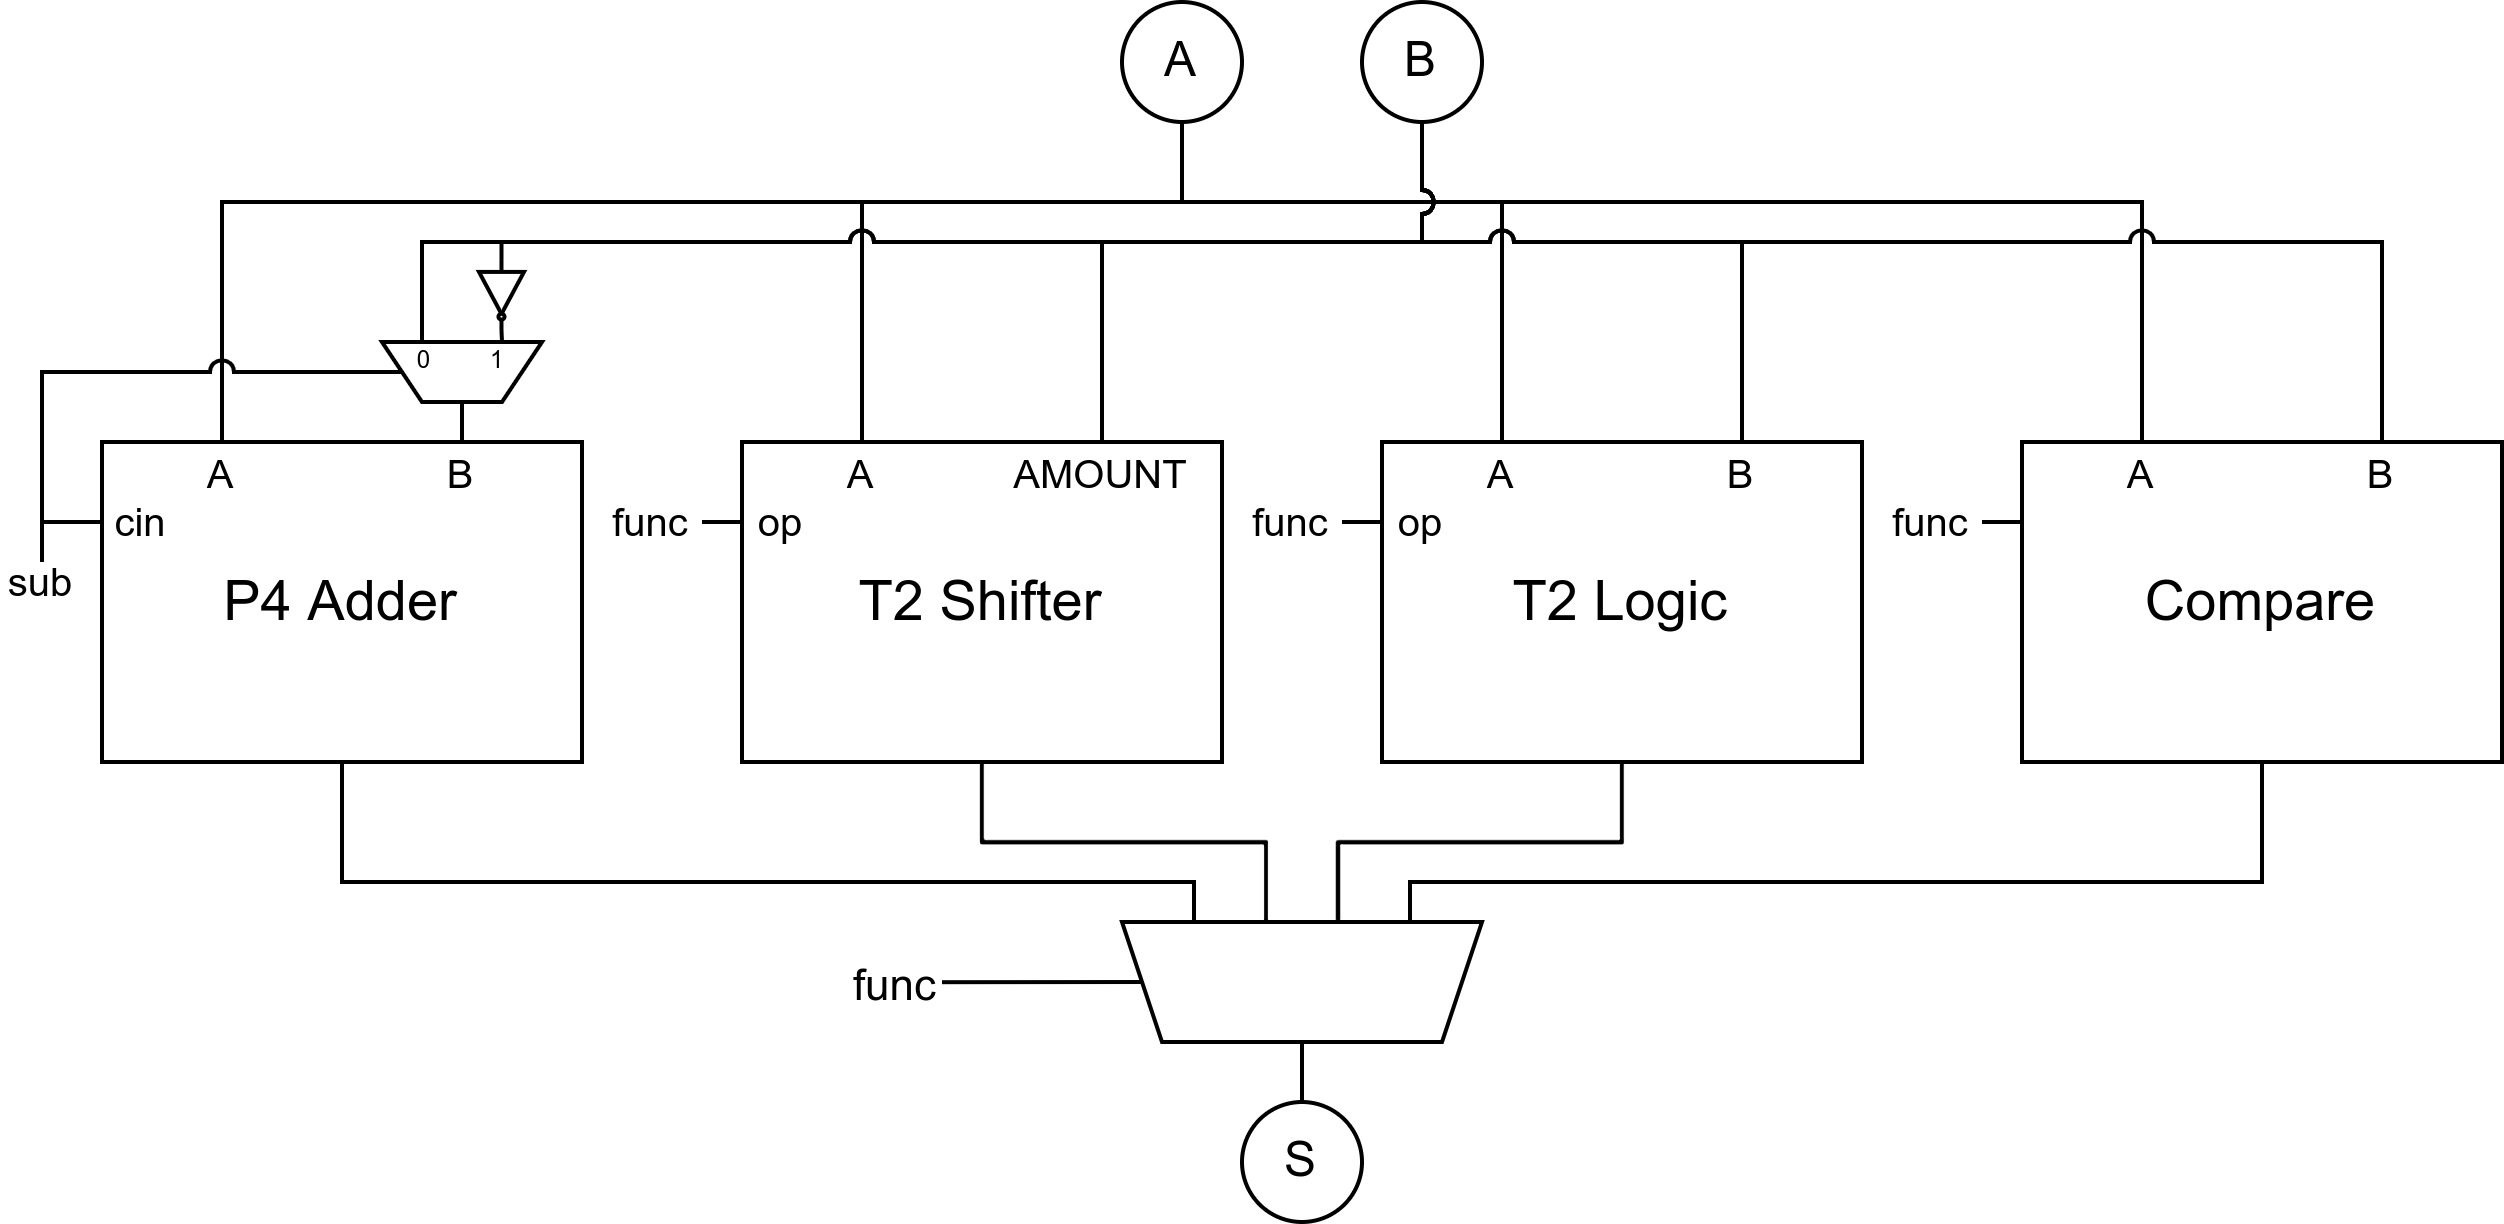 A
B
0
1
A
B
cin
sub
P4 Adder
A
AMOUNT
func
op
T2 Shifter
A
B
func
op
T2 Logic
A
B
func
Compare
func
S